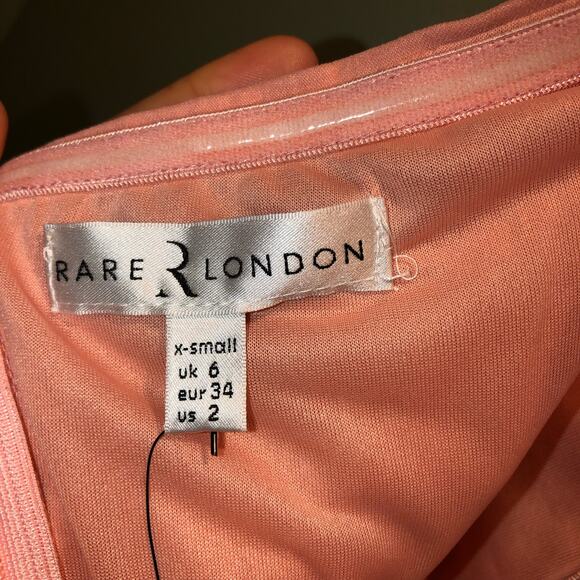 RARE R LONDON
x-small
uk 6
eur 34
us 2